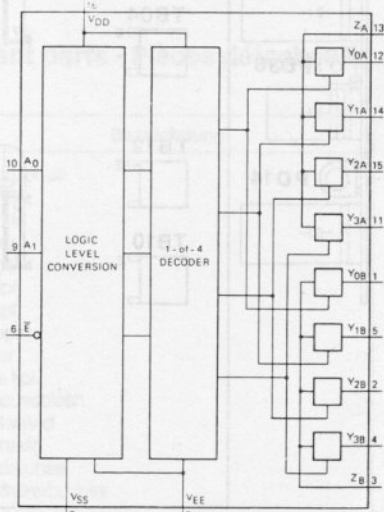 VDD
ZA 13
Y0A 12
Y1A 14
Y2A 15
Y3A 11
Y0B 1
Y1B 5
Y2B 2
Y3B 4
ZB 3
10 A0
9 A1
6 E̅
LOGIC
LEVEL
CONVERSION
1-of-4
DECODER
VSS
VEE